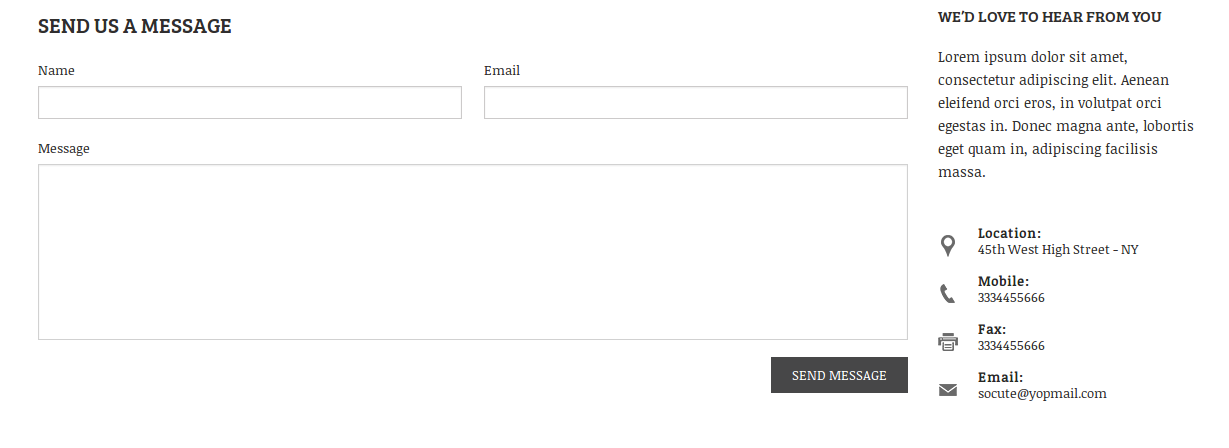 SEND US A MESSAGE
Name
Email
Message
SEND MESSAGE
WE'D LOVE TO HEAR FROM YOU
Lorem ipsum dolor sit amet,
consectetur adipiscing elit. Aenean
eleifend orci eros, in volutpat orci
egestas in. Donec magna ante, lobortis
eget quam in, adipiscing facilisis
massa.
Location:
45th West High Street - NY
Mobile:
3334455666
Fax:
3334455666
Email:
socute@yopmail.com